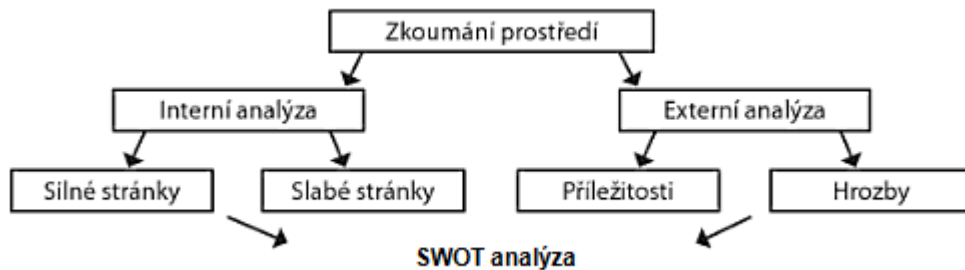 Zkoumání prostředí
Interní analýza
Externí analýza
Silné stránky
Slabé stránky
Příležitosti
Hrozby
SWOT analýza